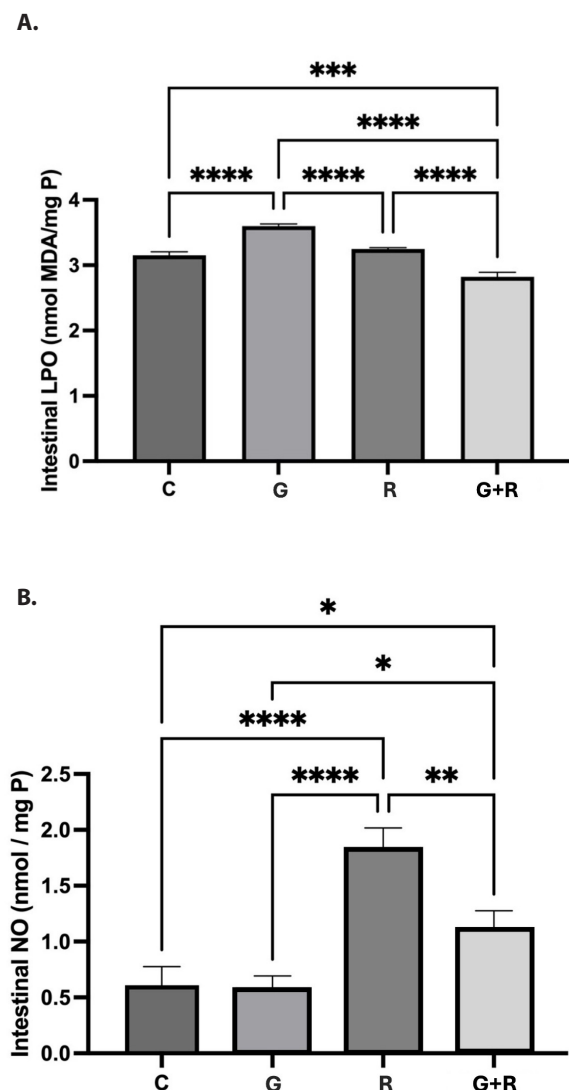 A.
***
****
**** **** ****
Intestinal LPO (nmol MDA/mg P)
4
3
2
1
0
C G R G+R
B.
*
*
****
**** **
Intestinal NO (nmol / mg P)
2.5
2.0
1.5
1.0
0.5
0.0
C G R G+R